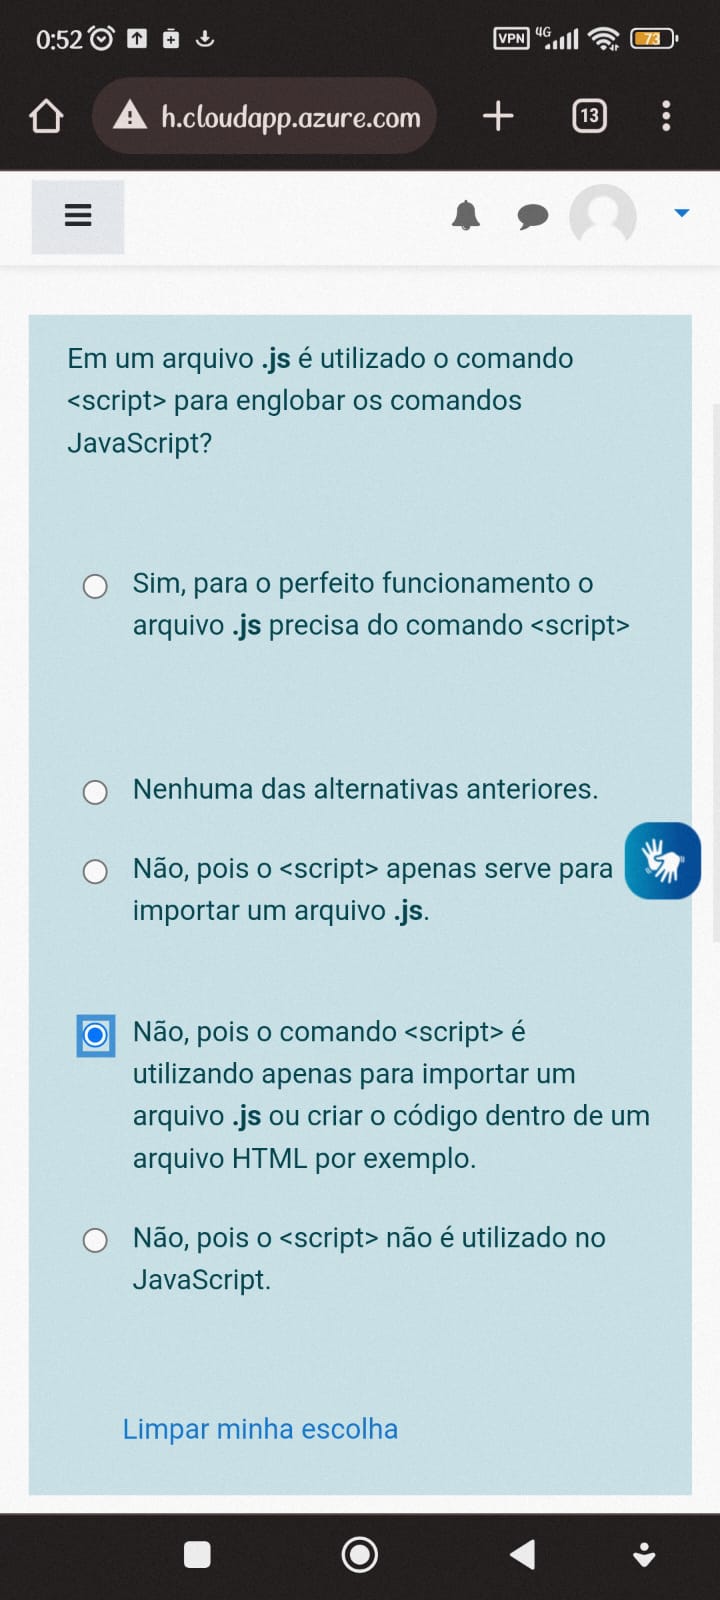 0:52
VPN 4G 73
h.cloudapp.azure.com
13
Em um arquivo .js é utilizado o comando
<script> para englobar os comandos
JavaScript?
Sim, para o perfeito funcionamento o
arquivo .js precisa do comando <script>
Nenhuma das alternativas anteriores.
Não, pois o <script> apenas serve para
importar um arquivo .js.
Não, pois o comando <script> é
utilizando apenas para importar um
arquivo .js ou criar o código dentro de um
arquivo HTML por exemplo.
Não, pois o <script> não é utilizado no
JavaScript.
Limpar minha escolha